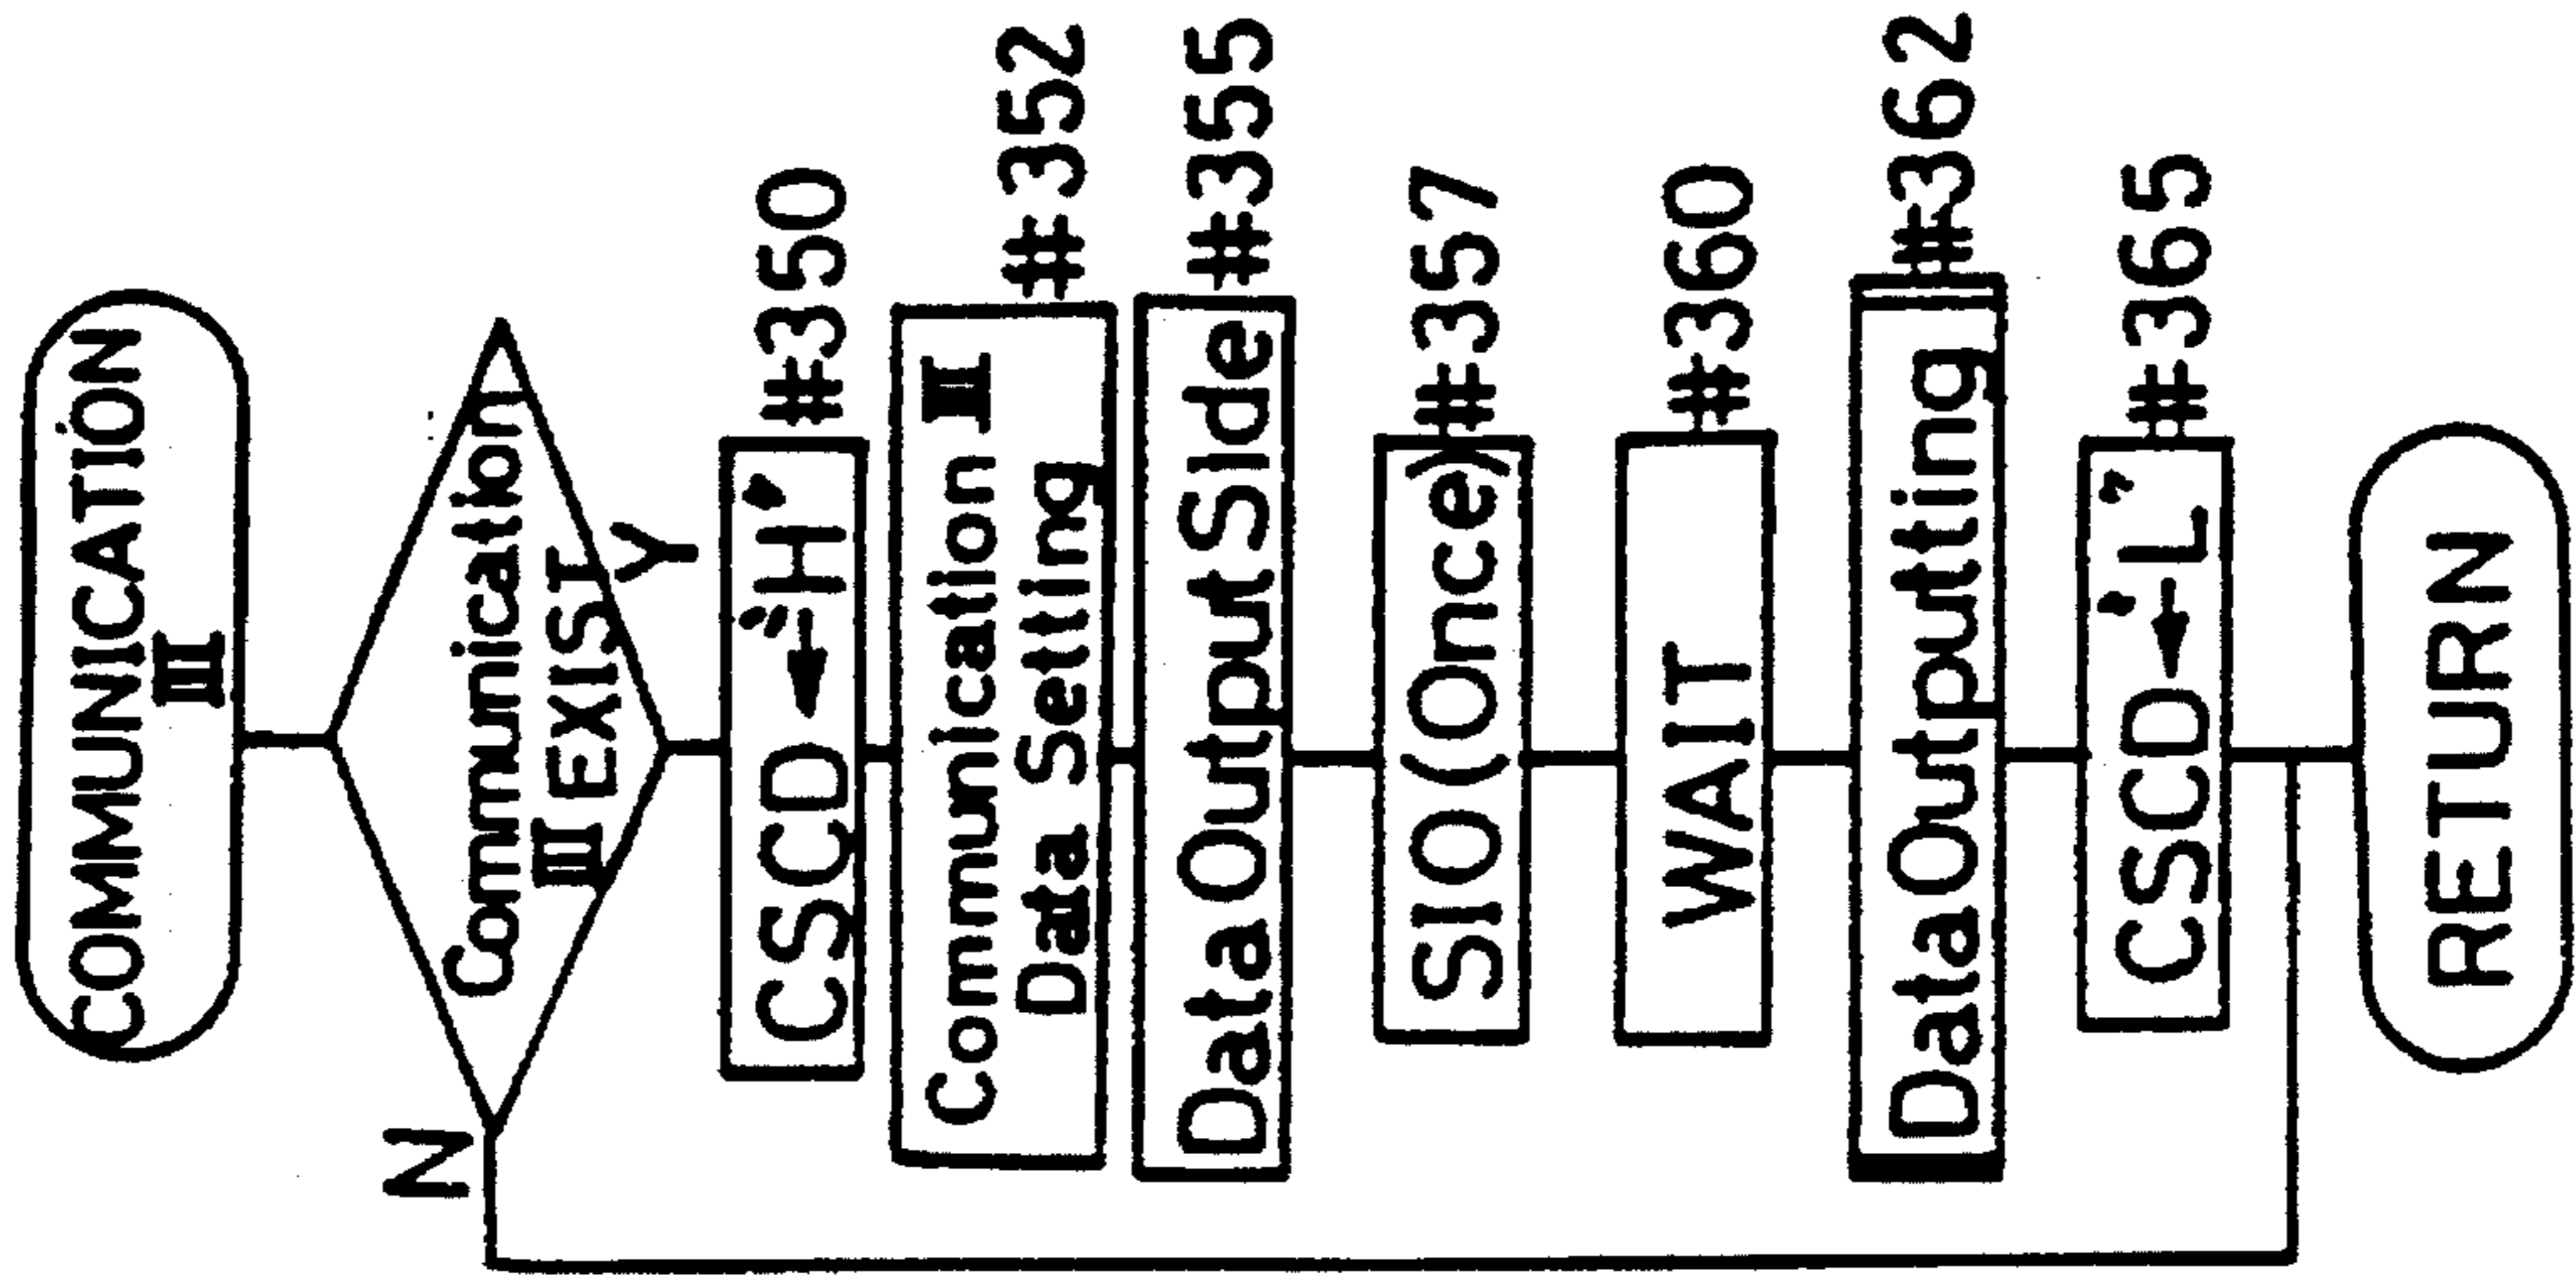 COMMUNICATION
III
N
Communication
III EXIST
Y
CSCD ← "H"
#350
Communication III
Data Setting
#352
Data Output Side
#355
SIO (Once)
#357
WAIT
#360
Data Outputting
#362
CSCD ← "L"
#365
RETURN